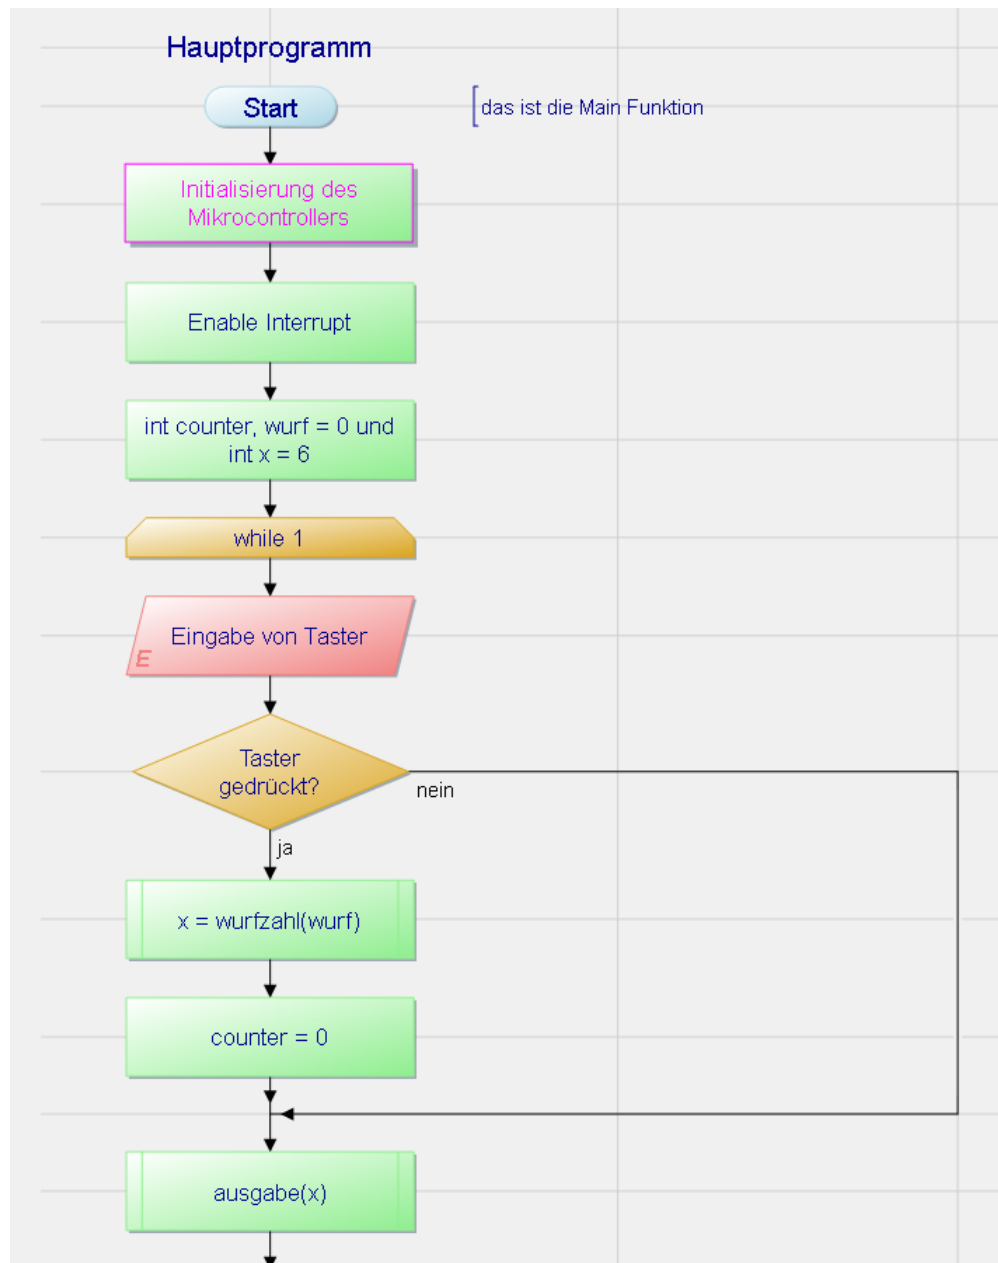 Hauptprogramm
Start
das ist die Main Funktion
Initialisierung des
Mikrocontrollers
Enable Interrupt
int counter, wurf = 0 und
int x = 6
while 1
Eingabe von Taster
E
Taster
gedrückt?
nein
ja
x = wurfzahl(wurf)
counter = 0
ausgabe(x)